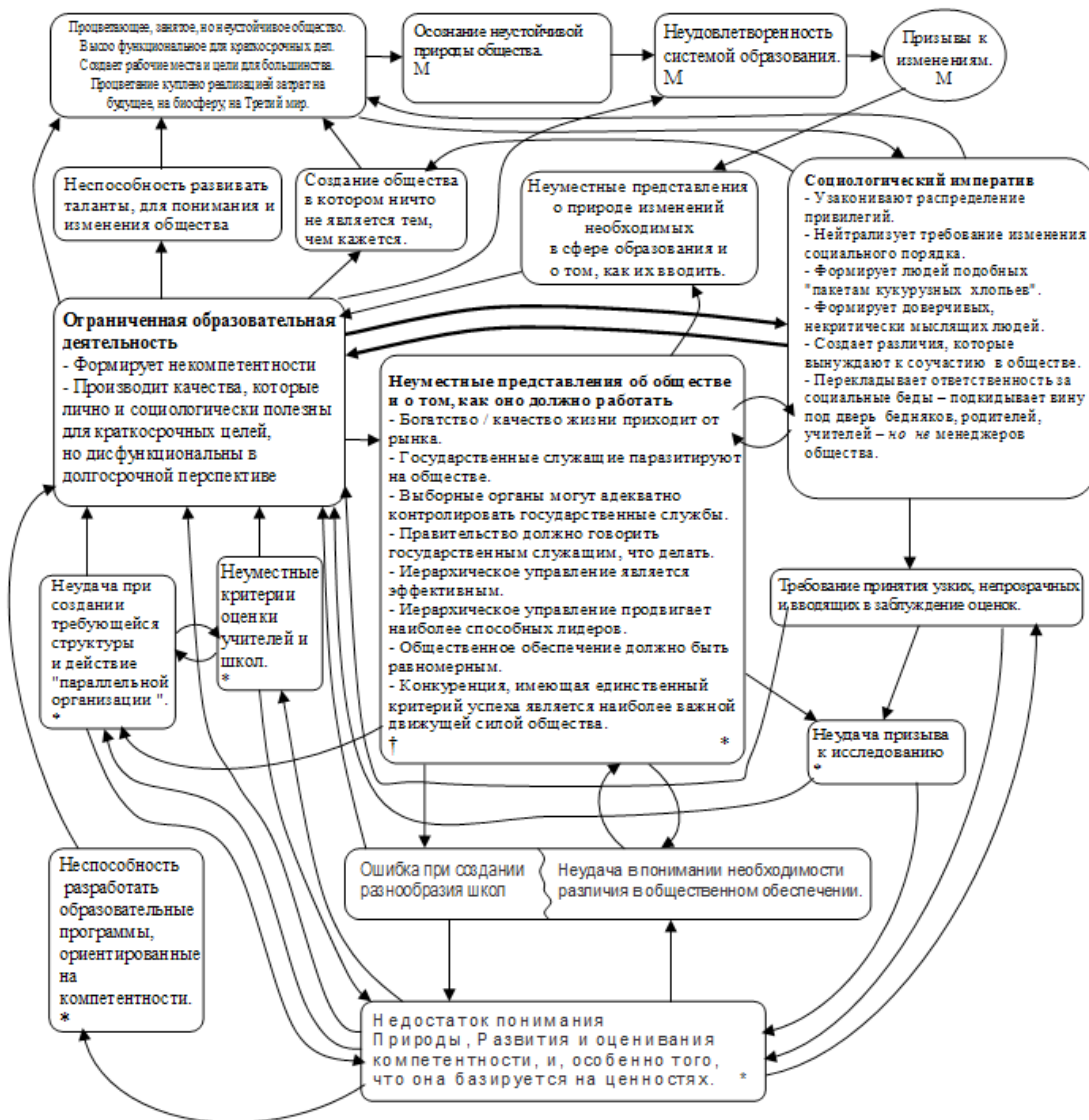 Процветающее, занятое, но неустойчивое общество.
Высоо функциональное для краткосрочных дел.
Создает рабочие места и цели для большинства.
Процветание куплено реализацией затрат на
будущее, на биосферу, на Третий мир.
Осознание неустойчивой
природы общества.
М
Неудовлетворенность
системой образования.
М
Призывы к
изменениям.
М
Неспособность развивать
таланты, для понимания и
изменения общества
Создание общества
в котором ничто
не является тем,
чем кажется.
Неуместные представления
о природе изменений
необходимых
в сфере образования и
о том, как их вводить.
Социологический императив
- Узаконивают распределение
привилегий.
- Нейтрализует требование изменения
социального порядка.
- Формирует людей подобных
"пакетам кукурузных хлопьев".
- Формирует доверчивых,
некритически мыслящих людей.
- Создает различия, которые
вынуждают к соучастию в обществе.
- Перекладывает ответственность за
социальные беды – подкидывает вину
под дверь бедняков, родителей,
учителей – но не менеджеров
общества.
Ограниченная образовательная
деятельность
- Формирует некомпетентности
- Производит качества, которые
лично и социологически полезны
для краткосрочных целей,
но дисфункциональны в
долгосрочной перспективе
Неуместные представления об обществе
и о том, как оно должно работать
- Богатство / качество жизни приходит от
рынка.
- Государственные служащие паразитируют
на обществе.
- Выборные органы могут адекватно
контролировать государственные службы.
- Правительство должно говорить
государственным служащим, что делать.
- Иерархическое управление является
эффективным.
- Иерархическое управление продвигает
наиболее способных лидеров.
- Общественное обеспечение должно быть
равномерным.
- Конкуренция, имеющая единственный
критерий успеха является наиболее важной
движущей силой общества.
† *
Неудача при
создании
требующейся
структуры
и действие
"параллельной
организации ".
*
Неуместные
критерии
оценки
учителей и
школ.
*
Требование принятия узких, непрозрачных
и вводящих в заблуждение оценок.
Неудача призыва
к исследованию
*
Неспособность
разработать
образовательные
программы,
ориентированные
на
компетентности.
*
Ошибка при создании
разнообразия школ
Неудача в понимании необходимости
различия в общественном обеспечении.
Недостаток понимания
Природы, Развития и оценивания
компетентности, и, особенно того,
что она базируется на ценностях. *